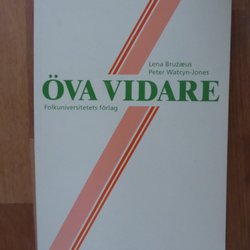 Lena Bruzæus
Peter Watcyn-Jones
ÖVA VIDARE
Folkuniversitetets förlag